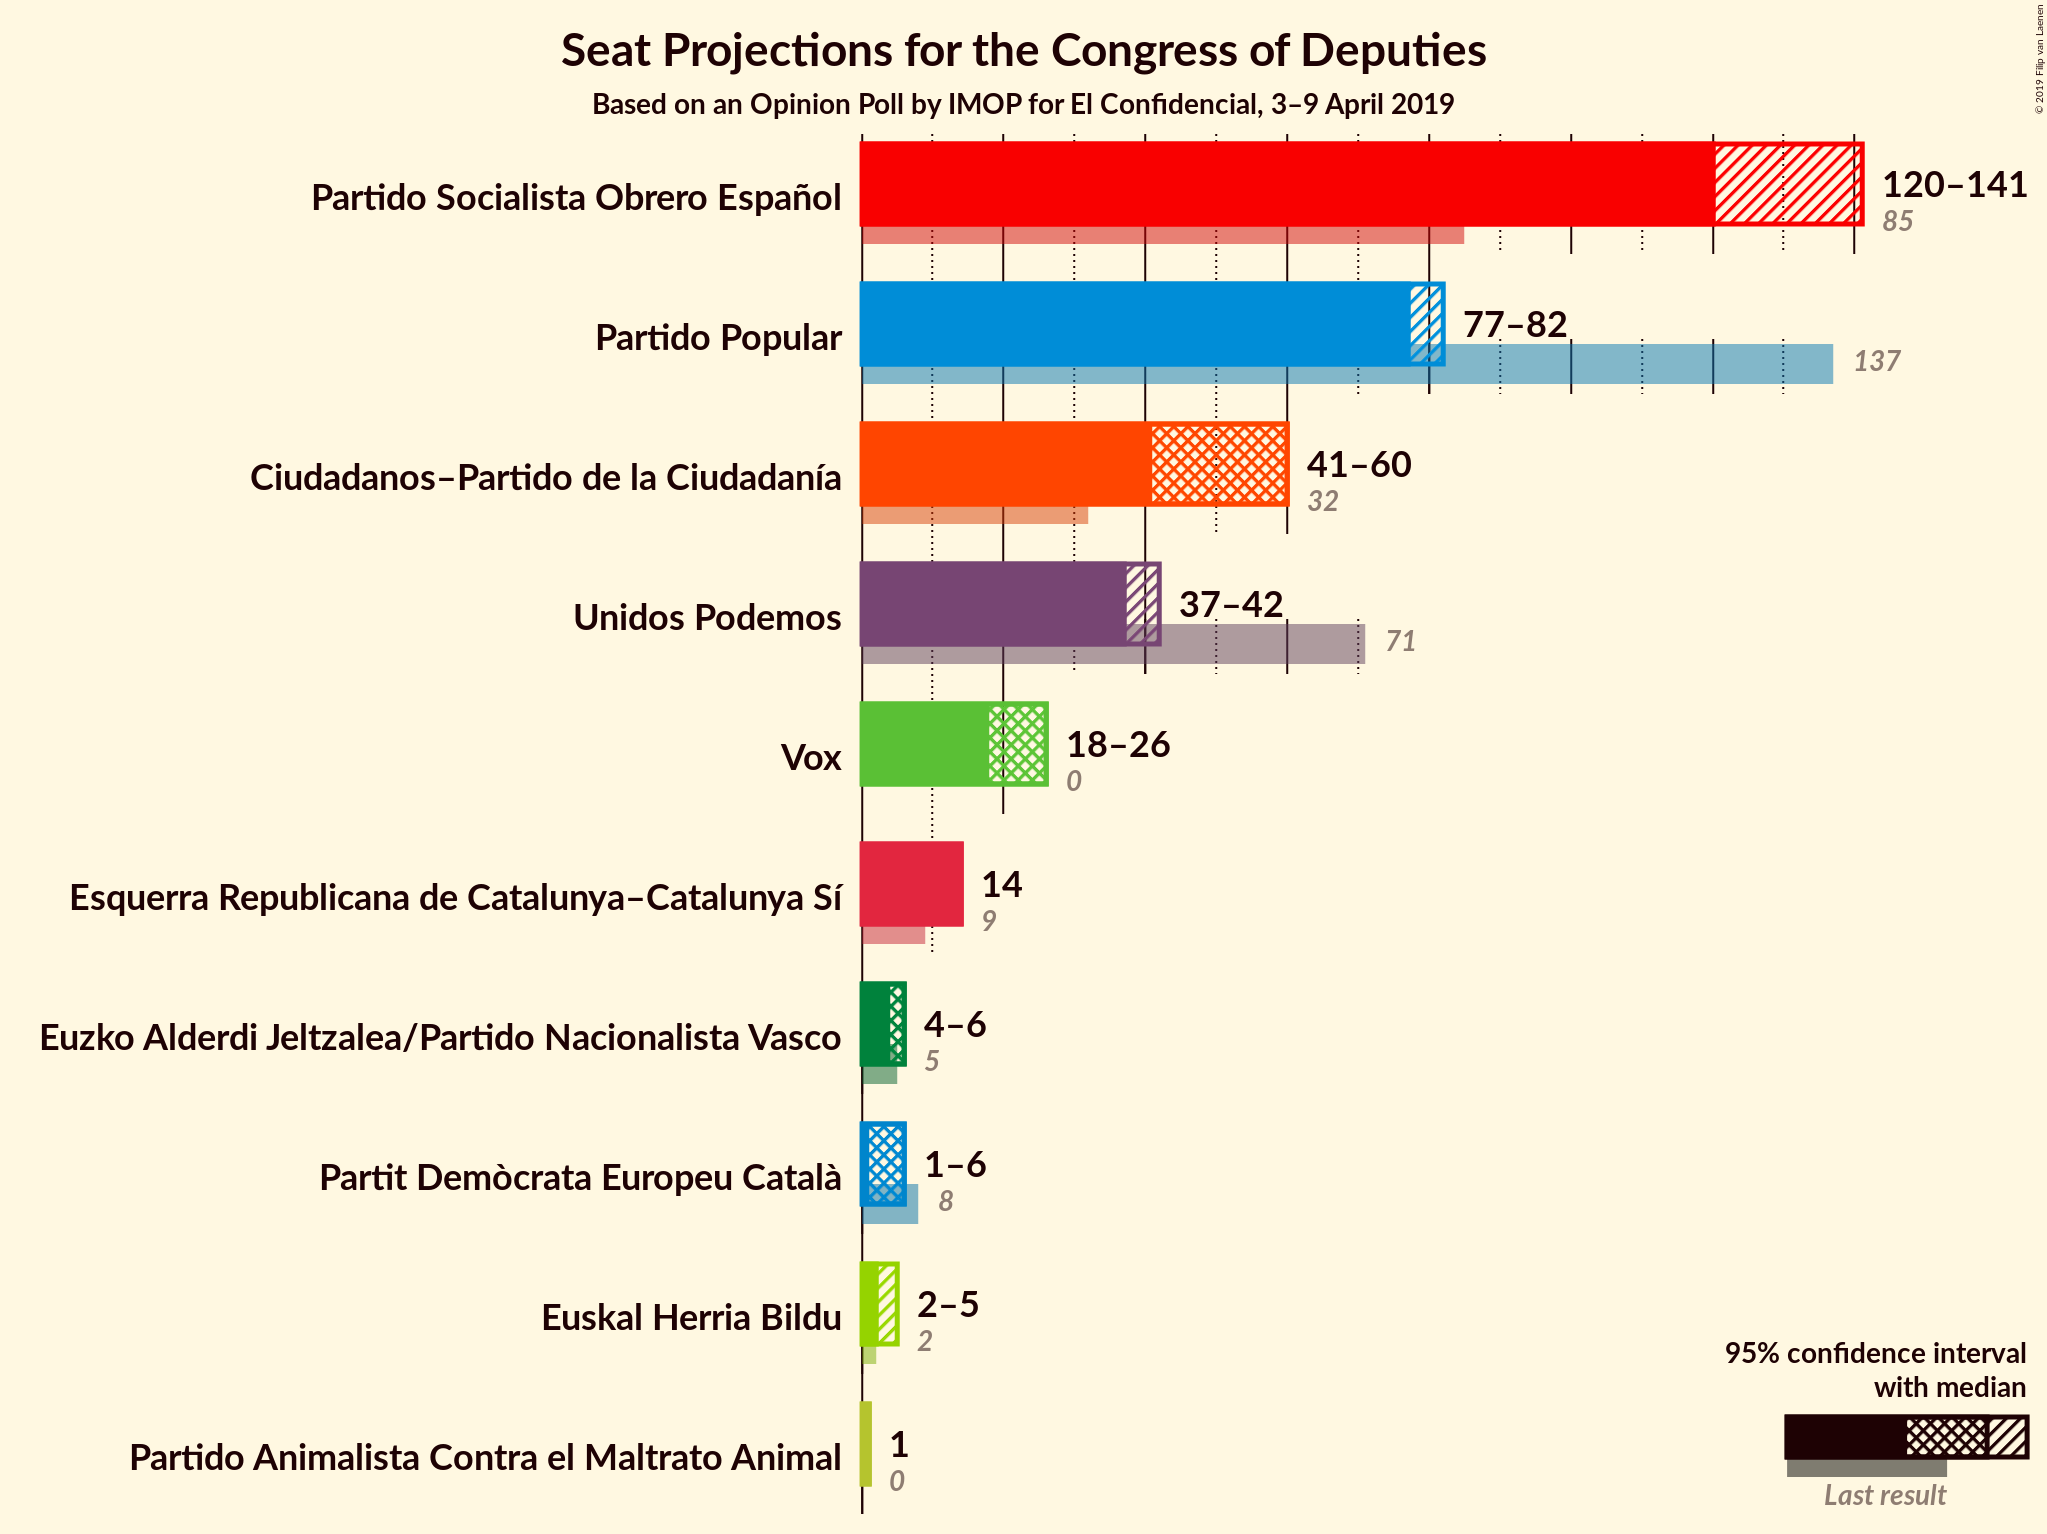 Seat Projections for the Congress of Deputies
Based on an Opinion Poll by IMOP for El Confidencial, 3–9 April 2019
© 2019 Filip van Laenen
Partido Socialista Obrero Español
120–141
85
Partido Popular
77–82
137
Ciudadanos–Partido de la Ciudadanía
41–60
32
Unidos Podemos
37–42
71
Vox
18–26
0
Esquerra Republicana de Catalunya–Catalunya Sí
14
9
Euzko Alderdi Jeltzalea/Partido Nacionalista Vasco
4–6
5
Partit Demòcrata Europeu Català
1–6
8
Euskal Herria Bildu
2–5
2
Partido Animalista Contra el Maltrato Animal
1
0
95% confidence interval
with median
Last result